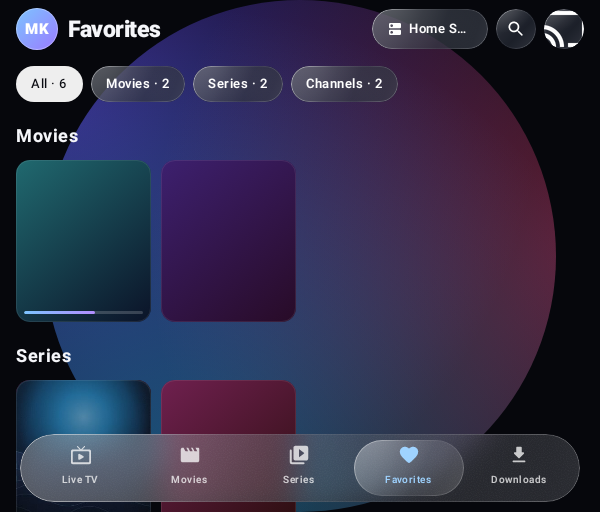 MK Favorites Home S...
All · 6 Movies · 2 Series · 2 Channels · 2
Movies
Series
Live TV Movies Series Favorites Downloads